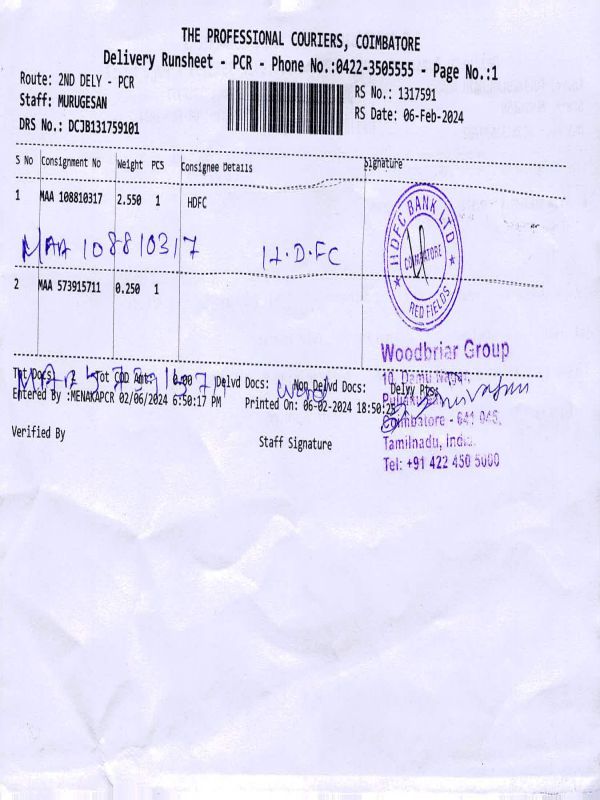 THE PROFESSIONAL COURIERS, COIMBATORE
Delivery Runsheet - PCR - Phone No.:0422-3505555 - Page No.:1
Route: 2ND DELY - PCR
Staff: MURUGESAN
DRS No.: DCJB131759101
RS No.: 1317591
RS Date: 06-Feb-2024
S No Consignment No Weight PCS Consignee Details Signature
1 MAA 108810317 2.550 1 HDFC
MAA 108810317 H.D.FC
HDFC BANK LTD
COIMBATORE
RED FIELDS
2 MAA 573915711 0.250 1
Woodbriar Group
Tot Docs: 2 Tot COD Amt: 0.00 Delvd Docs: Non Delvd Docs: Delvy Pts:
Entered By :MENAKAPCR 02/06/2024 6:50:17 PM Printed On: 06-02-2024 18:50:25
Coimbatore - 641 045,
Tamilnadu, India.
Tel: +91 422 450 5000
Verified By
Staff Signature